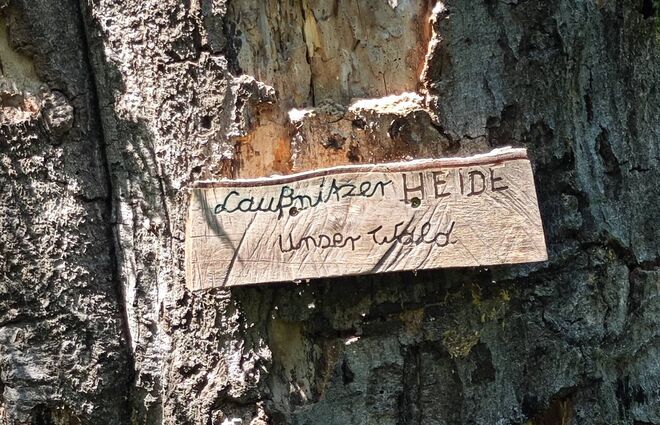 Laußnitzer HEIDE
Unser Wald